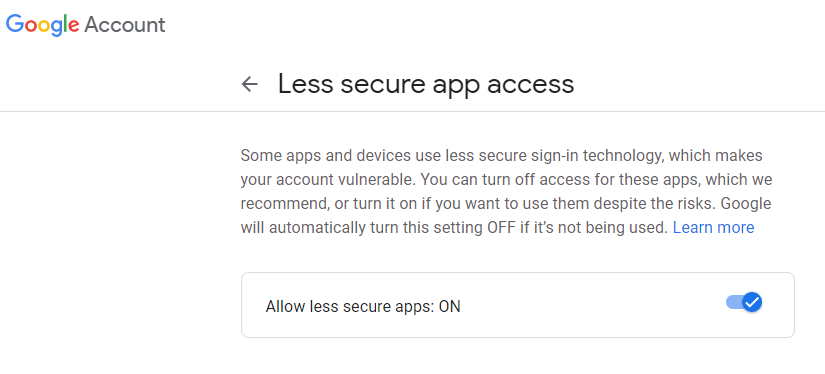 Google Account
Less secure app access
Some apps and devices use less secure sign-in technology, which makes
your account vulnerable. You can turn off access for these apps, which we
recommend, or turn it on if you want to use them despite the risks. Google
will automatically turn this setting OFF if it’s not being used. Learn more
Allow less secure apps: ON